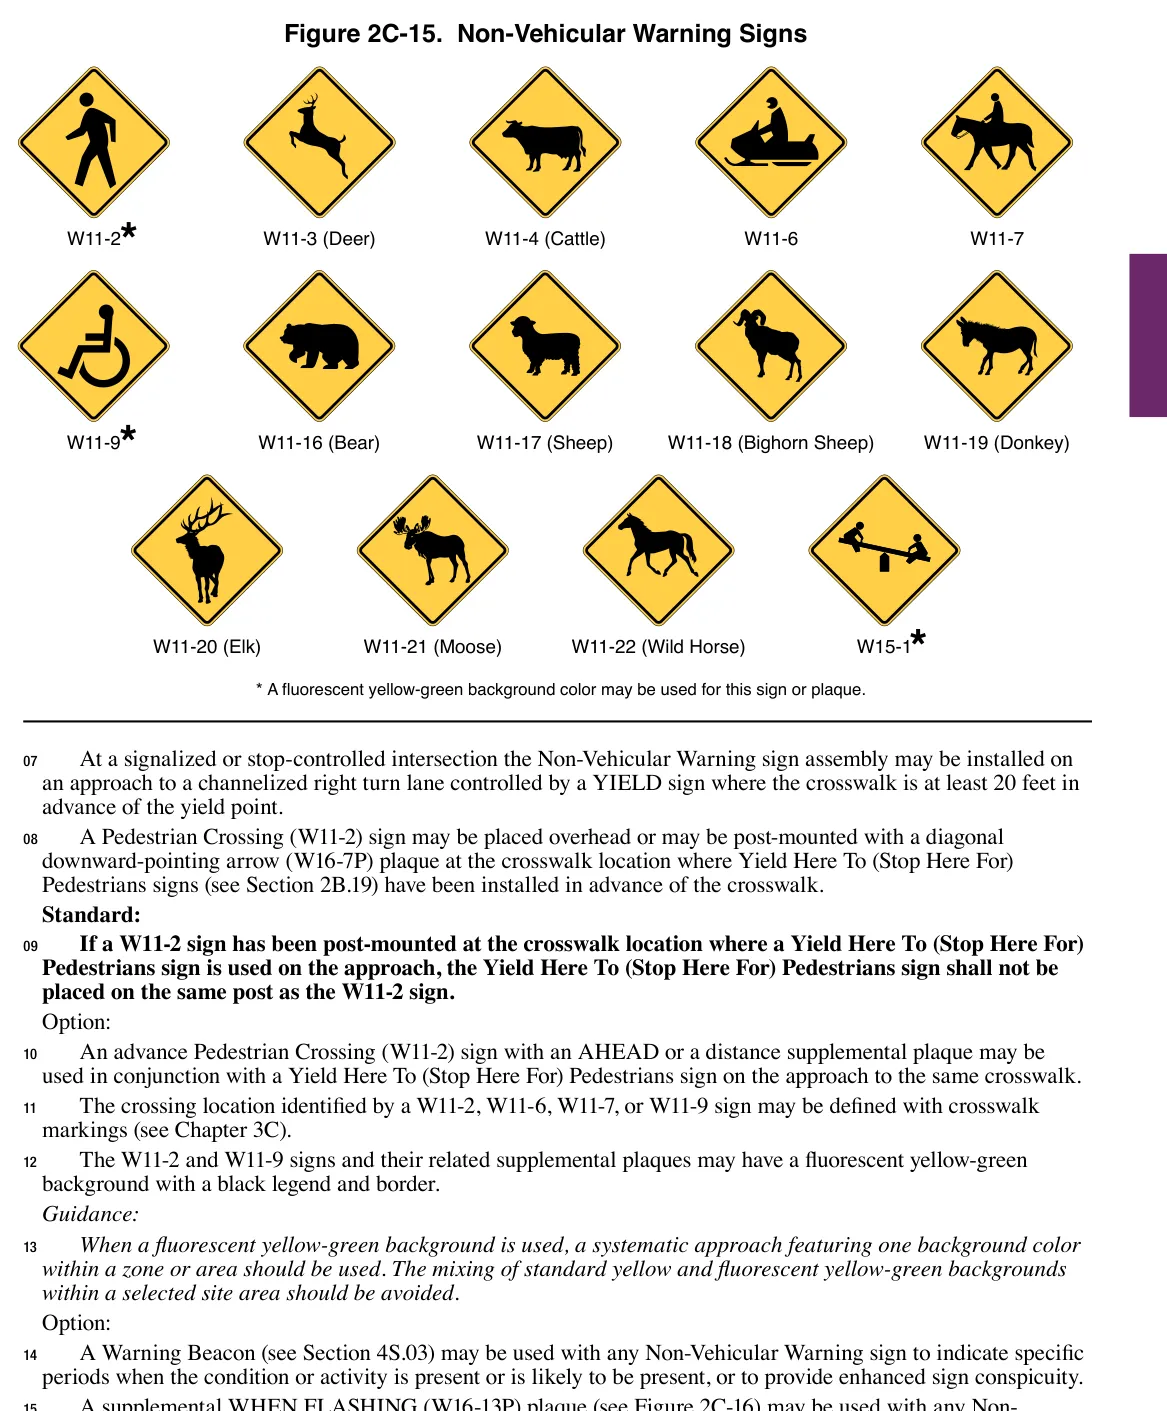 Figure 2C-15. Non-Vehicular Warning Signs
W11-2*
W11-3 (Deer)
W11-4 (Cattle)
W11-6
W11-7
W11-9*
W11-16 (Bear)
W11-17 (Sheep)
W11-18 (Bighorn Sheep)
W11-19 (Donkey)
W11-20 (Elk)
W11-21 (Moose)
W11-22 (Wild Horse)
W15-1*
* A fluorescent yellow-green background color may be used for this sign or plaque.
07 At a signalized or stop-controlled intersection the Non-Vehicular Warning sign assembly may be installed on
an approach to a channelized right turn lane controlled by a YIELD sign where the crosswalk is at least 20 feet in
advance of the yield point.
08 A Pedestrian Crossing (W11-2) sign may be placed overhead or may be post-mounted with a diagonal
downward-pointing arrow (W16-7P) plaque at the crosswalk location where Yield Here To (Stop Here For)
Pedestrians signs (see Section 2B.19) have been installed in advance of the crosswalk.
Standard:
09 If a W11-2 sign has been post-mounted at the crosswalk location where a Yield Here To (Stop Here For)
Pedestrians sign is used on the approach, the Yield Here To (Stop Here For) Pedestrians sign shall not be
placed on the same post as the W11-2 sign.
Option:
10 An advance Pedestrian Crossing (W11-2) sign with an AHEAD or a distance supplemental plaque may be
used in conjunction with a Yield Here To (Stop Here For) Pedestrians sign on the approach to the same crosswalk.
11 The crossing location identified by a W11-2, W11-6, W11-7, or W11-9 sign may be defined with crosswalk
markings (see Chapter 3C).
12 The W11-2 and W11-9 signs and their related supplemental plaques may have a fluorescent yellow-green
background with a black legend and border.
Guidance:
13 When a fluorescent yellow-green background is used, a systematic approach featuring one background color
within a zone or area should be used. The mixing of standard yellow and fluorescent yellow-green backgrounds
within a selected site area should be avoided.
Option:
14 A Warning Beacon (see Section 4S.03) may be used with any Non-Vehicular Warning sign to indicate specific
periods when the condition or activity is present or is likely to be present, or to provide enhanced sign conspicuity.
15 A supplemental WHEN FLASHING (W16-13P) plaque (see Figure 2C-16) may be used with any Non-